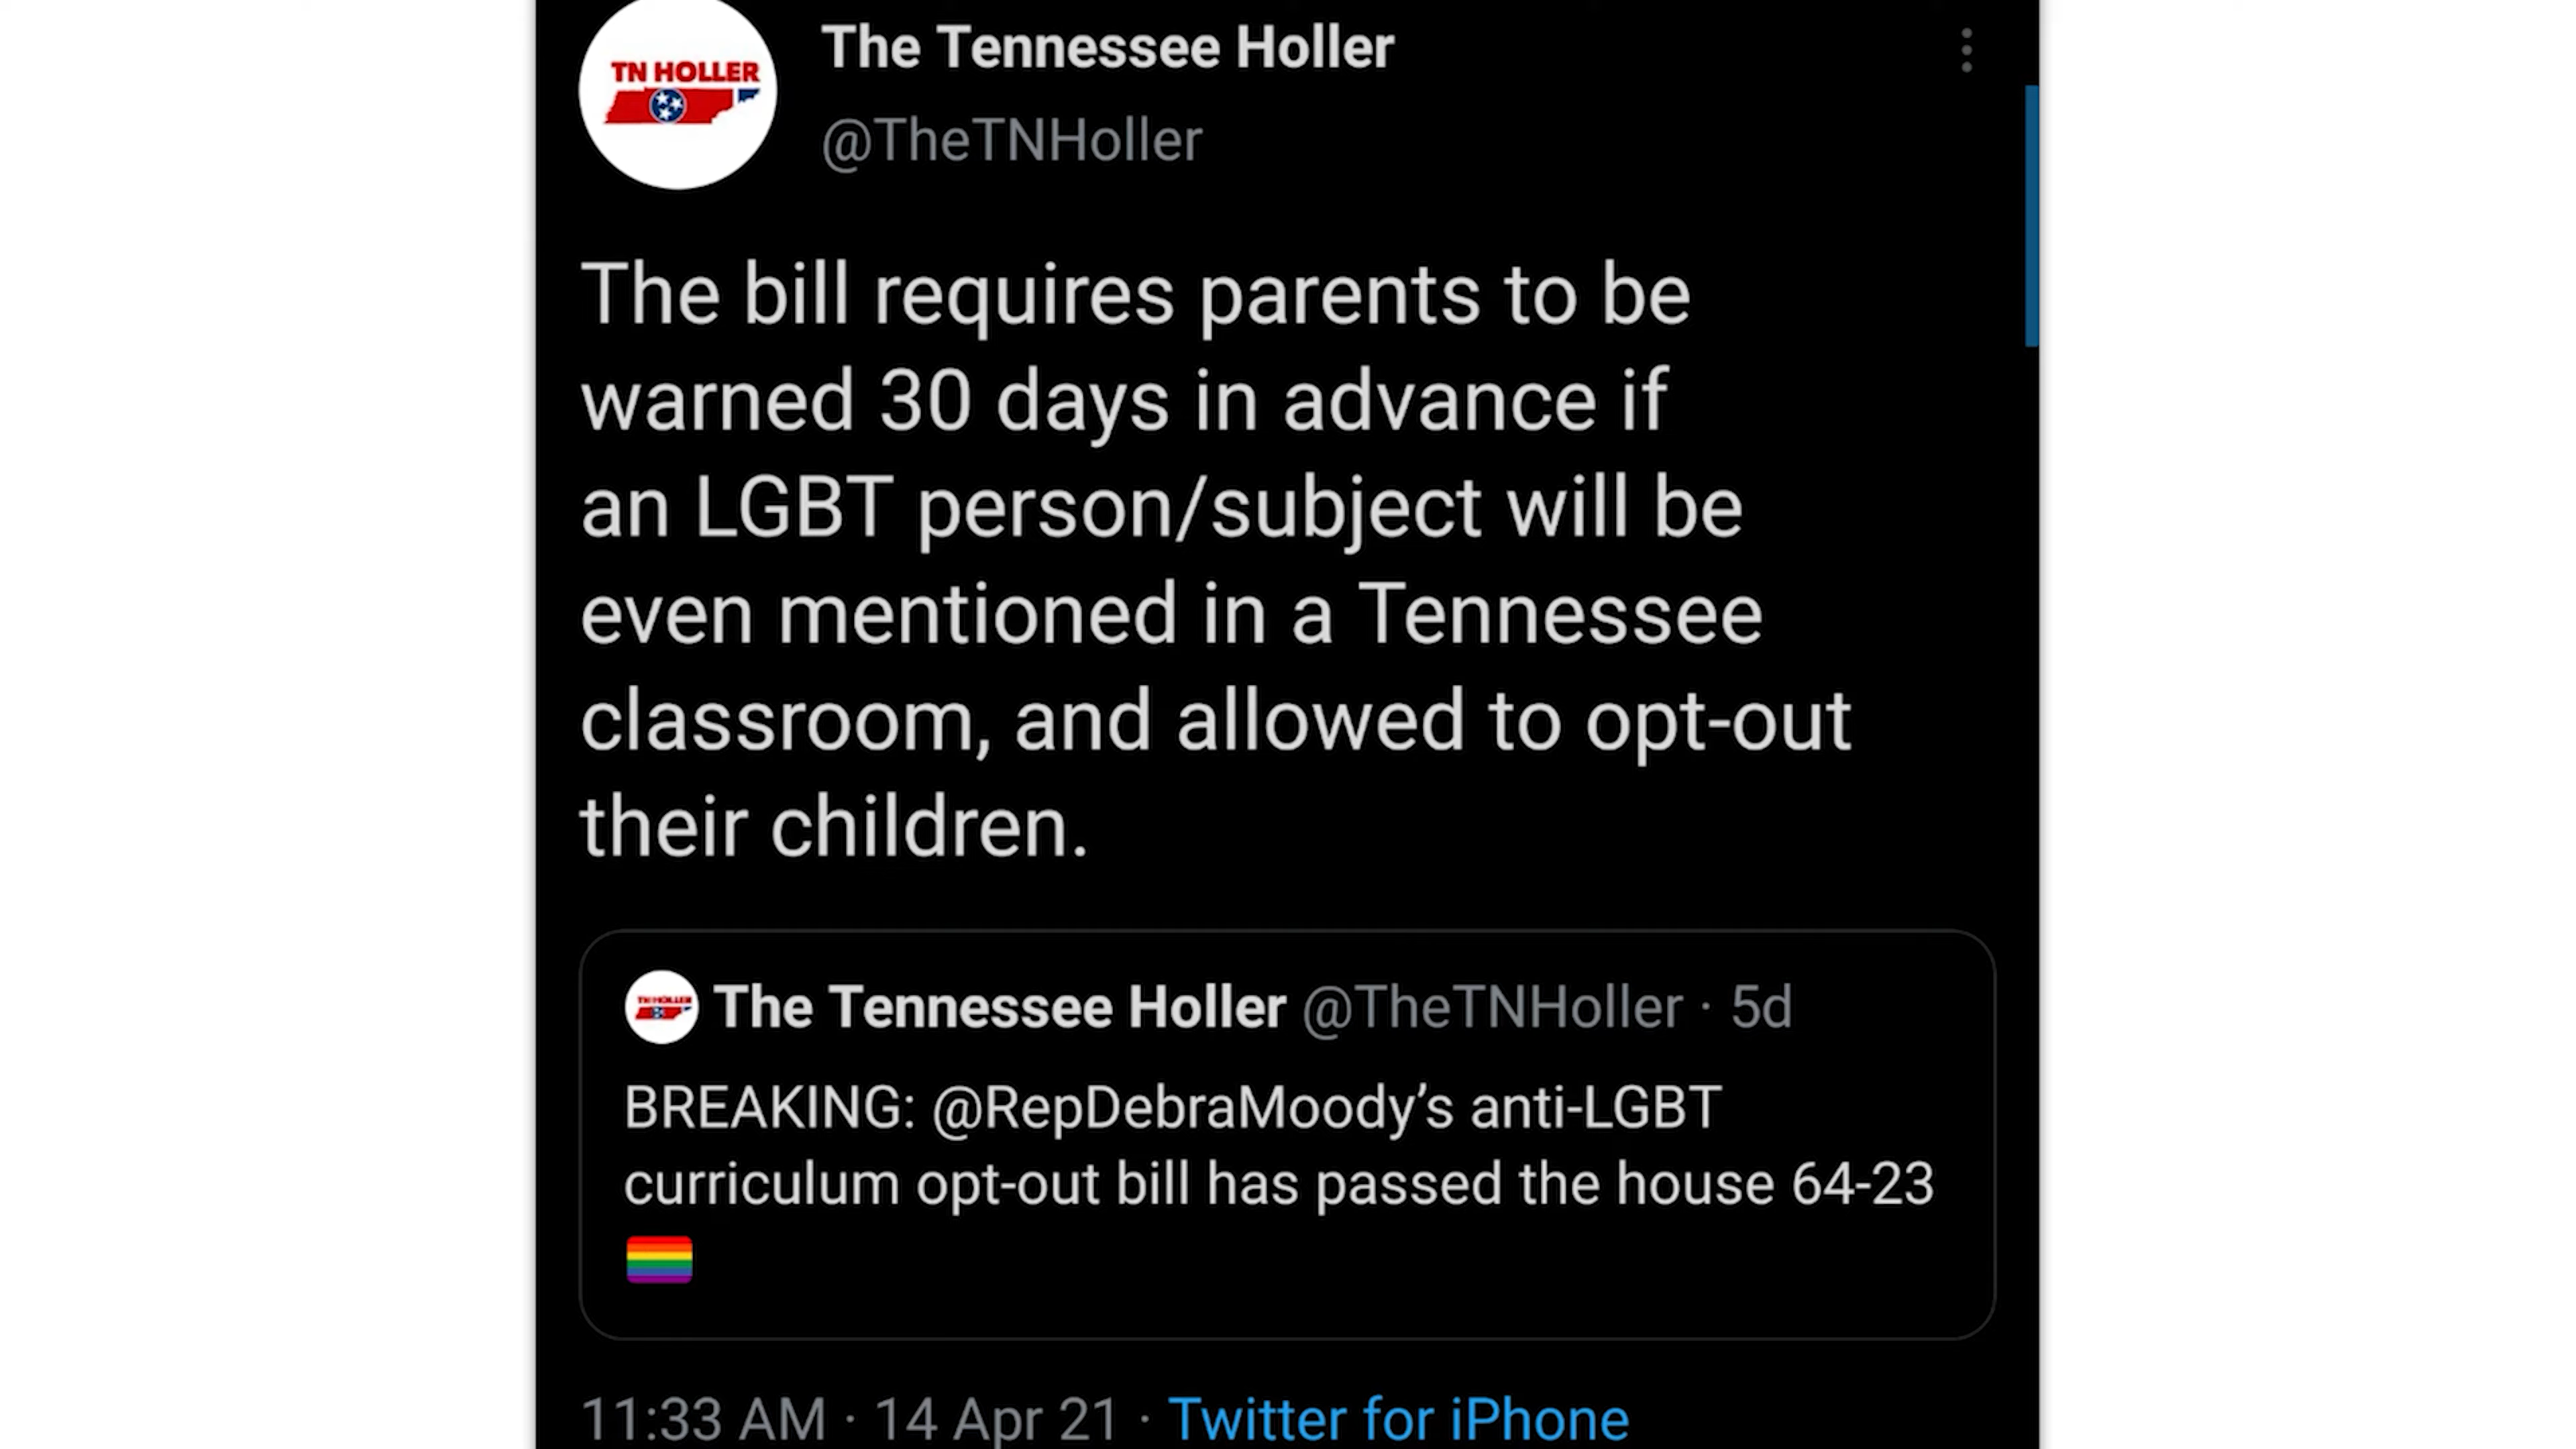 TN HOLLER
The Tennessee Holler
@TheTNHoller
The bill requires parents to be
warned 30 days in advance if
an LGBT person/subject will be
even mentioned in a Tennessee
classroom, and allowed to opt-out
their children.
TN HOLLER
The Tennessee Holler @TheTNHoller · 5d
BREAKING: @RepDebraMoody’s anti-LGBT
curriculum opt-out bill has passed the house 64-23
🏳️‍🌈
11:33 AM · 14 Apr 21 · Twitter for iPhone